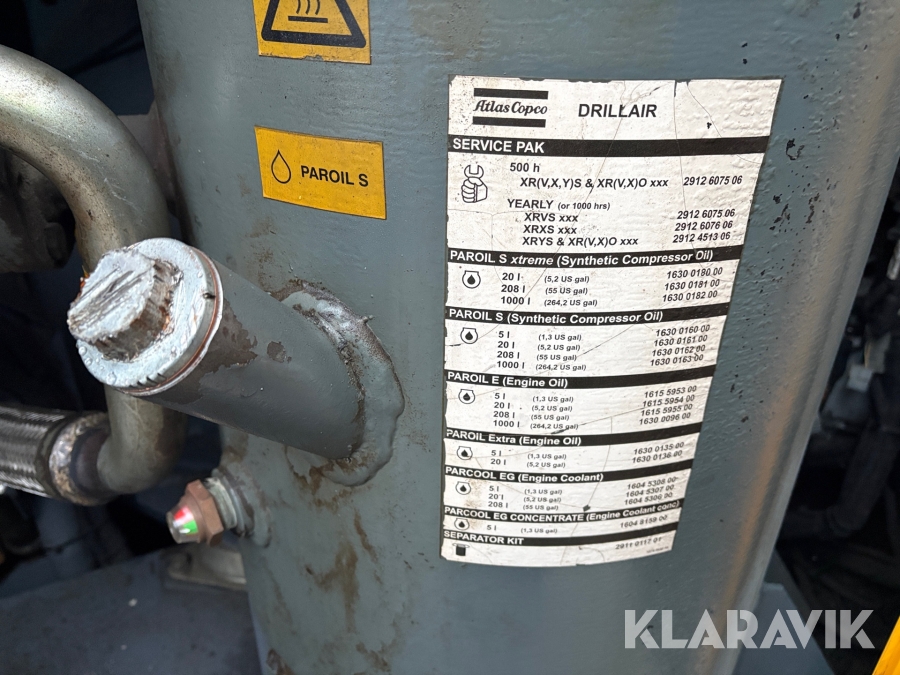 PAROIL S
Atlas Copco DRILLAIR
SERVICE PAK
500 h
XR(V,X,Y)S & XR(V,X)O xxx 2912 6075 06
YEARLY (or 1000 hrs)
XRVS xxx 2912 6075 06
XRXS xxx 2912 6076 06
XRYS & XR(V,X)O xxx 2912 4513 06
PAROIL S xtreme (Synthetic Compressor Oil)
20 l (5,2 US gal) 1630 0180 00
208 l (55 US gal) 1630 0181 00
1000 l (264,2 US gal) 1630 0182 00
PAROIL S (Synthetic Compressor Oil)
5 l (1,3 US gal) 1630 0160 00
20 l (5,2 US gal) 1630 0161 00
208 l (55 US gal) 1630 0162 00
1000 l (264,2 US gal) 1630 0163 00
PAROIL E (Engine Oil)
5 l (1,3 US gal) 1615 5953 00
20 l (5,2 US gal) 1615 5954 00
208 l (55 US gal) 1615 5955 00
1000 l (264,2 US gal) 1630 0096 00
PAROIL Extra (Engine Oil)
5 l (1,3 US gal) 1630 0135 00
20 l (5,2 US gal) 1630 0136 00
PARCOOL EG (Engine Coolant)
5 l (1,3 US gal) 1604 5308 00
20 l (5,2 US gal) 1604 5307 00
208 l (55 US gal) 1604 5306 00
PARCOOL EG CONCENTRATE (Engine Coolant conc)
5 l (1,3 US gal) 1604 8159 00
SEPARATOR KIT
2911 0117 01
KLARAVIK